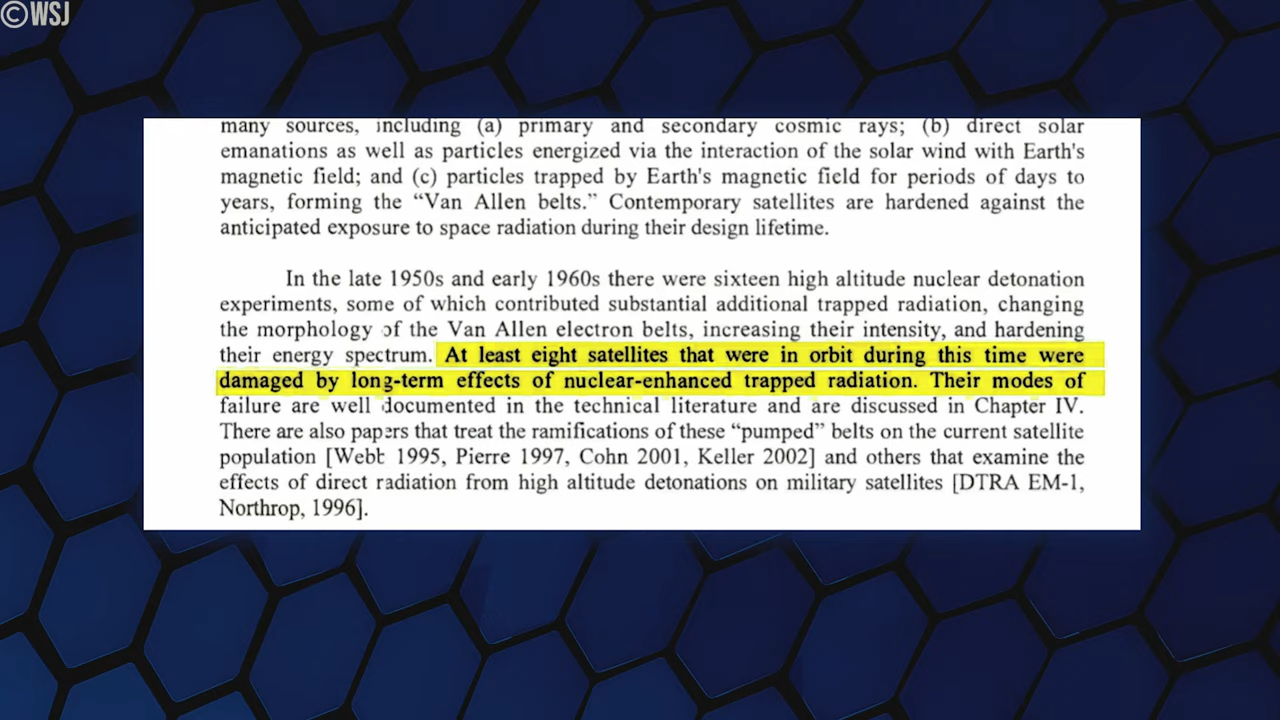 ©WSJ
many sources, including (a) primary and secondary cosmic rays; (b) direct solar
emanations as well as particles energized via the interaction of the solar wind with Earth's
magnetic field; and (c) particles trapped by Earth's magnetic field for periods of days to
years, forming the “Van Allen belts.” Contemporary satellites are hardened against the
anticipated exposure to space radiation during their design lifetime.
In the late 1950s and early 1960s there were sixteen high altitude nuclear detonation
experiments, some of which contributed substantial additional trapped radiation, changing
the morphology of the Van Allen electron belts, increasing their intensity, and hardening
their energy spectrum. At least eight satellites that were in orbit during this time were
damaged by long-term effects of nuclear-enhanced trapped radiation. Their modes of
failure are well documented in the technical literature and are discussed in Chapter IV.
There are also papers that treat the ramifications of these “pumped” belts on the current satellite
population [Webb 1995, Pierre 1997, Cohn 2001, Keller 2002] and others that examine the
effects of direct radiation from high altitude detonations on military satellites [DTRA EM-1,
Northrop, 1996].